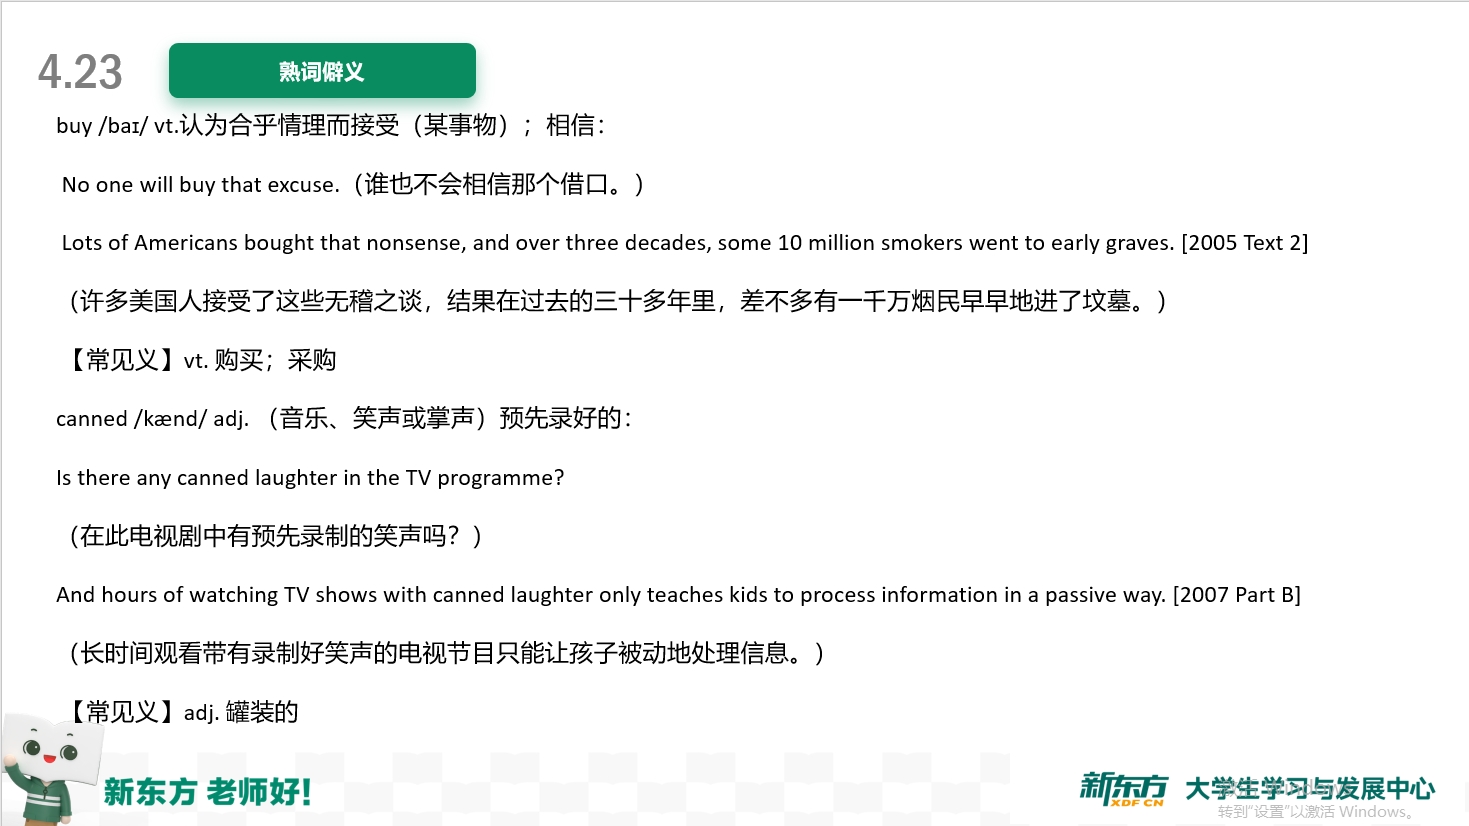 4.23
熟词僻义
buy /baɪ/ vt.认为合乎情理而接受（某事物）；相信：
No one will buy that excuse.（谁也不会相信那个借口。）
Lots of Americans bought that nonsense, and over three decades, some 10 million smokers went to early graves. [2005 Text 2]
（许多美国人接受了这些无稽之谈，结果在过去的三十多年里，差不多有一千万烟民早早地进了坟墓。）
【常见义】vt. 购买；采购
canned /kænd/ adj. （音乐、笑声或掌声）预先录好的：
Is there any canned laughter in the TV programme?
（在此电视剧中有预先录制的笑声吗？）
And hours of watching TV shows with canned laughter only teaches kids to process information in a passive way. [2007 Part B]
（长时间观看带有录制好笑声的电视节目只能让孩子被动地处理信息。）
【常见义】adj. 罐装的
新东方 老师好!
新东方 XDF.CN 大学生学习与发展中心
激活 Windows
转到“设置”以激活 Windows。